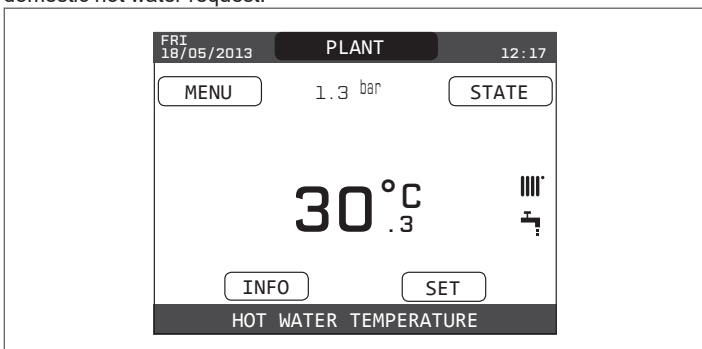 domestic hot water request.
FRI
18/05/2013 PLANT 12:17
MENU 1.3 bar STATE
30.3 °C
INFO SET
HOT WATER TEMPERATURE